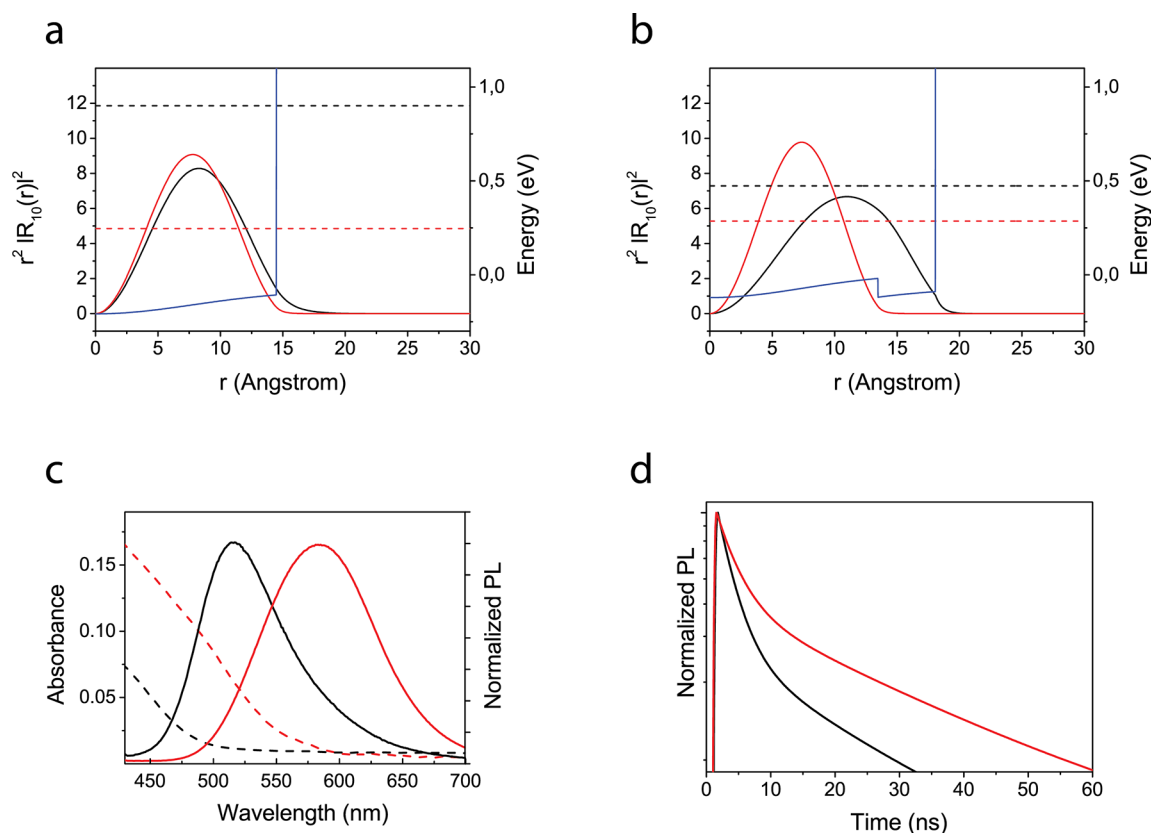 a
14
12
10
8
6
4
2
0
r² IR₁₀(r)l²
1,0
0,5
0,0
Energy (eV)
0 5 10 15 20 25 30
r (Angstrom)
b
14
12
10
8
6
4
2
0
r² IR₁₀(r)l²
1,0
0,5
0,0
Energy (eV)
0 5 10 15 20 25 30
r (Angstrom)
c
0.15
0.10
0.05
Absorbance
Normalized PL
450 500 550 600 650 700
Wavelength (nm)
d
Normalized PL
0 10 20 30 40 50 60
Time (ns)